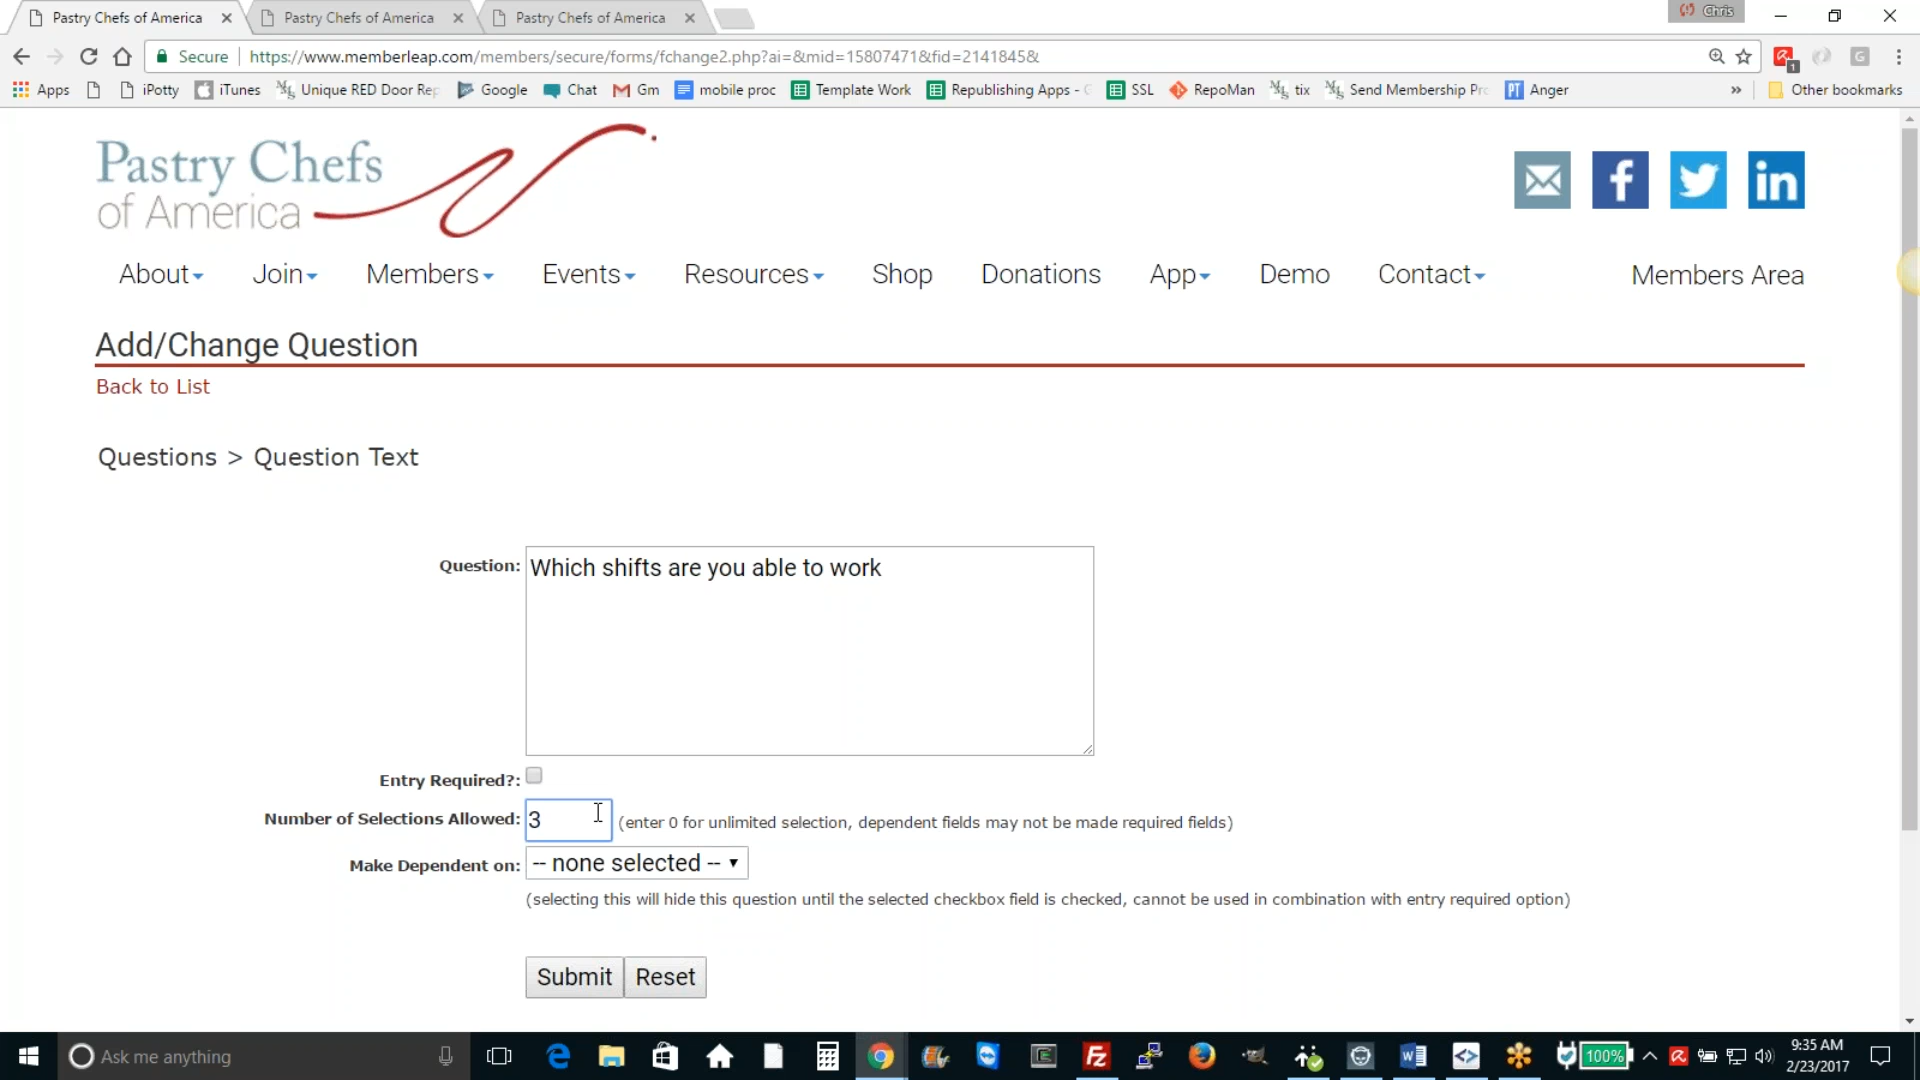 Pastry Chefs of America
Pastry Chefs of America
Pastry Chefs of America
Chris
Secure
https://www.memberleap.com/members/secure/forms/fchange2.php?ai=&mid=15807471&fid=2141845&
1
G
Apps
iPotty
iTunes
Unique RED Door Rep
Google
Chat
Gm
mobile proc
Template Work
Republishing Apps -
SSL
RepoMan
tix
Send Membership Pro
PT Anger
»
Other bookmarks
Pastry Chefs
of America
About
Join
Members
Events
Resources
Shop
Donations
App
Demo
Contact
Members Area
Add/Change Question
Back to List
Questions > Question Text
Question: Which shifts are you able to work
Entry Required?:
Number of Selections Allowed: 3 (enter 0 for unlimited selection, dependent fields may not be made required fields)
Make Dependent on: -- none selected --
(selecting this will hide this question until the selected checkbox field is checked, cannot be used in combination with entry required option)
Submit Reset
Ask me anything
100%
9:35 AM
2/23/2017